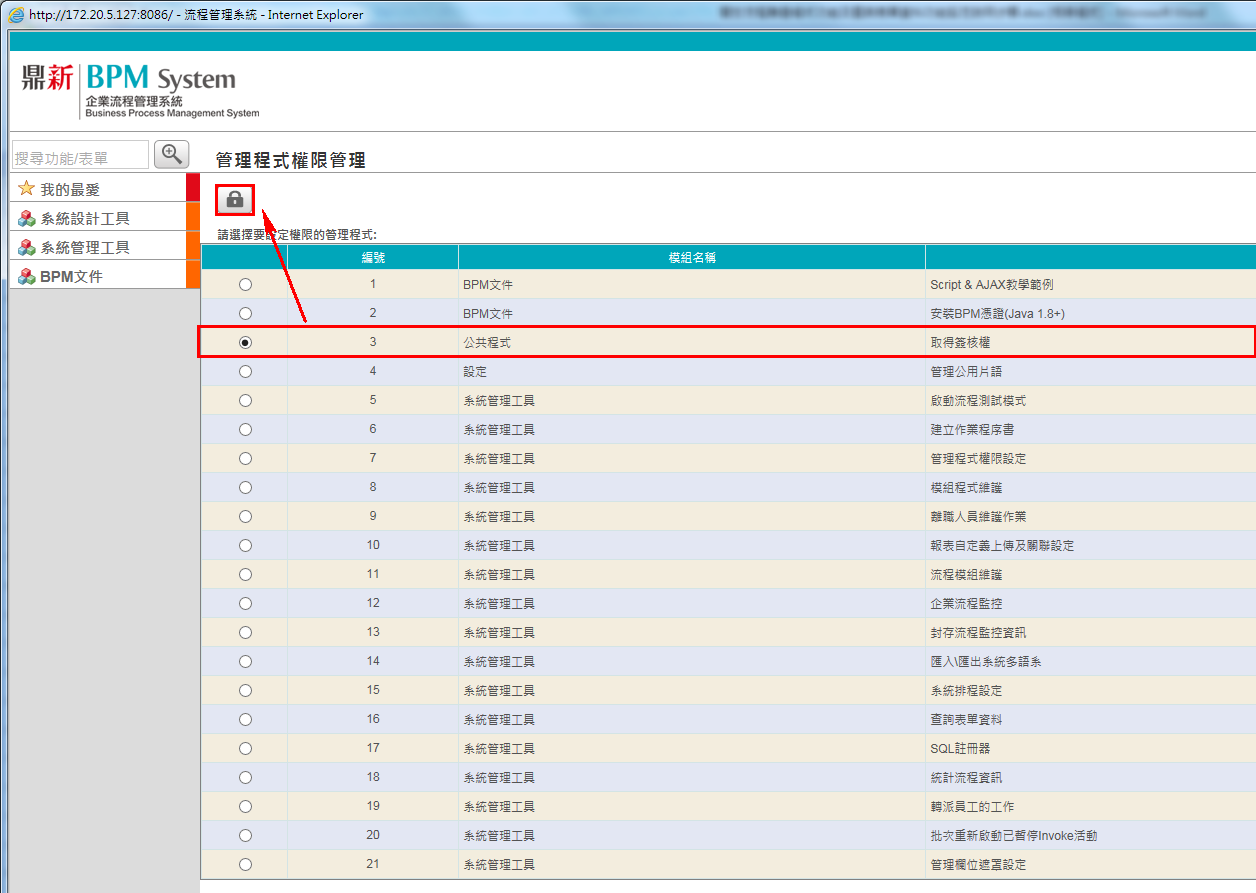 http://172.20.5.127:8086/ - 流程管理系統 - Internet Explorer
鼎新 BPM System
企業流程管理系統
Business Process Management System
搜尋功能/表單
管理程式權限管理
我的最愛
系統設計工具
系統管理工具
BPM文件
請選擇要設定權限的管理程式:
編號 模組名稱
1 BPM文件 Script & AJAX教學範例
2 BPM文件 安裝BPM憑證(Java 1.8+)
3 公共程式 取得簽核權
4 設定 管理公用片語
5 系統管理工具 啟動流程測試模式
6 系統管理工具 建立作業程序書
7 系統管理工具 管理程式權限設定
8 系統管理工具 模組程式維護
9 系統管理工具 離職人員維護作業
10 系統管理工具 報表自定義上傳及關聯設定
11 系統管理工具 流程模組維護
12 系統管理工具 企業流程監控
13 系統管理工具 封存流程監控資訊
14 系統管理工具 匯入\匯出系統多語系
15 系統管理工具 系統排程設定
16 系統管理工具 查詢表單資料
17 系統管理工具 SQL註冊器
18 系統管理工具 統計流程資訊
19 系統管理工具 轉派員工的工作
20 系統管理工具 批次重新啟動已暫停Invoke活動
21 系統管理工具 管理欄位遮罩設定